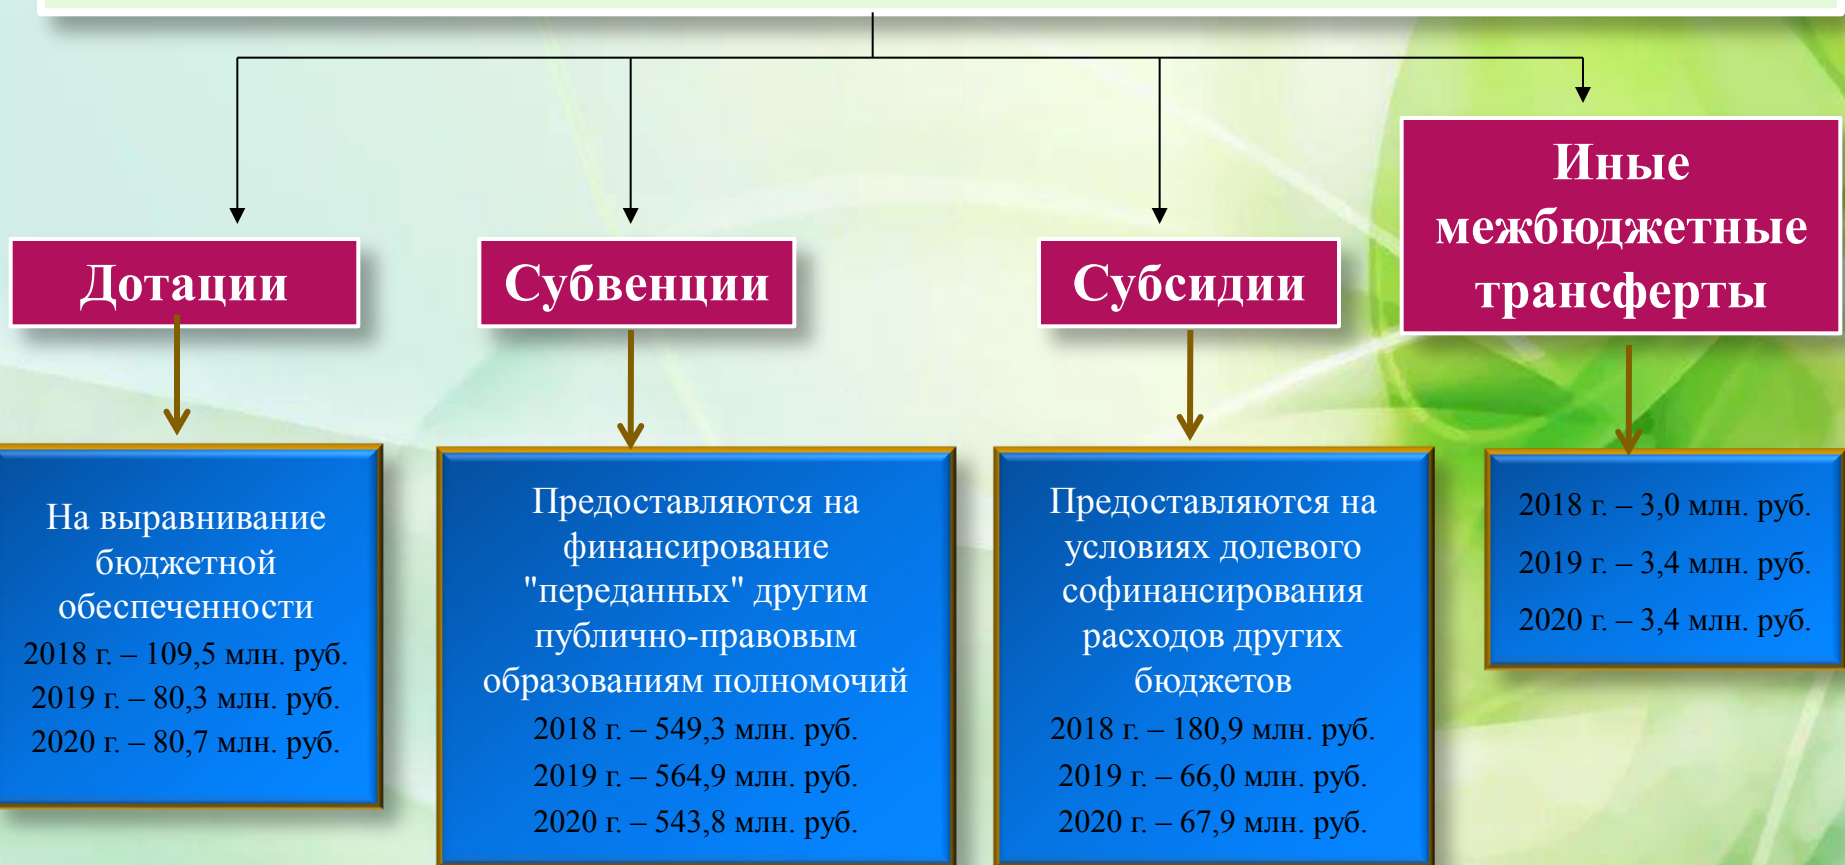 Дотации
Субвенции
Субсидии
Иные
межбюджетные
трансферты
На выравнивание
бюджетной
обеспеченности
2018 г. – 109,5 млн. руб.
2019 г. – 80,3 млн. руб.
2020 г. – 80,7 млн. руб.
Предоставляются на
финансирование
"переданных" другим
публично-правовым
образованиям полномочий
2018 г. – 549,3 млн. руб.
2019 г. – 564,9 млн. руб.
2020 г. – 543,8 млн. руб.
Предоставляются на
условиях долевого
софинансирования
расходов других
бюджетов
2018 г. – 180,9 млн. руб.
2019 г. – 66,0 млн. руб.
2020 г. – 67,9 млн. руб.
2018 г. – 3,0 млн. руб.
2019 г. – 3,4 млн. руб.
2020 г. – 3,4 млн. руб.